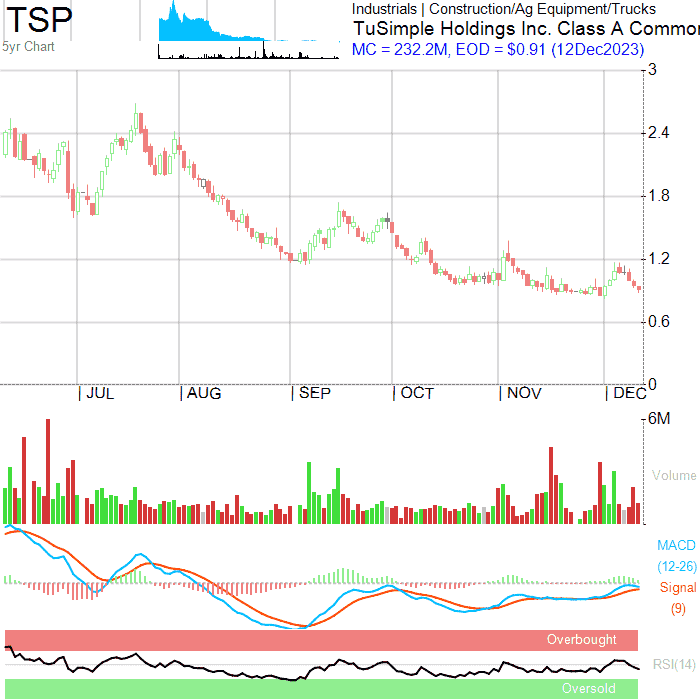 TSP
5yr Chart
Industrials | Construction/Ag Equipment/Trucks
TuSimple Holdings Inc. Class A Common
MC = 232.2M, EOD = $0.91 (12Dec2023)
3
2.4
1.8
1.2
0.6
0
| JUL | AUG | SEP | OCT | NOV | DEC
6M
Volume
MACD
(12-26)
Signal
(9)
Overbought
RSI(14)
Oversold